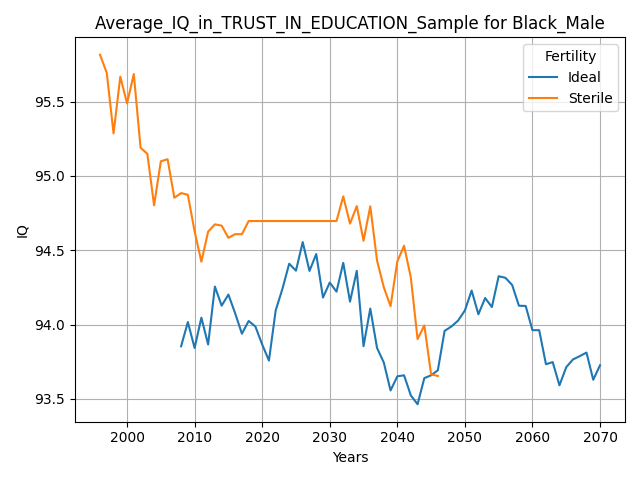 Average_IQ_in_TRUST_IN_EDUCATION_Sample for Black_Male
Fertility
Ideal
Sterile
95.5
95.0
94.5
94.0
93.5
IQ
2000 2010 2020 2030 2040 2050 2060 2070
Years